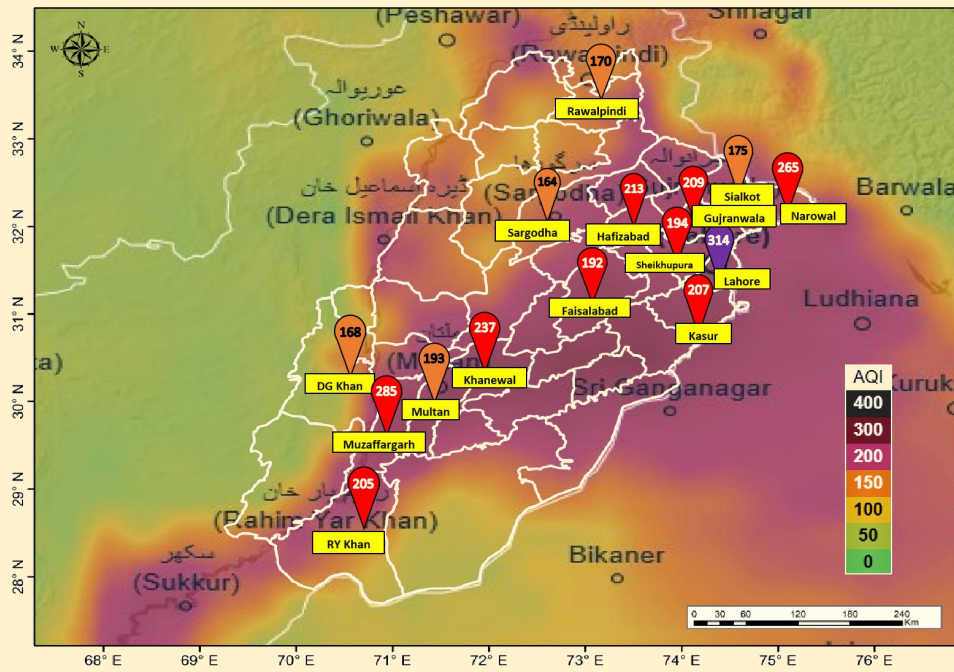 (Peshawar)
Srinagar
راولپنڈی
(Rawalpindi)
170
Rawalpindi
34° N
N
W
E
S
غوریوالہ
(Ghoriwala)
33° N
175
Sialkot
265
Narowal
209
Gujranwala
213
Hafizabad
164
Sargodha
ڈیرہ اسماعیل خان
(Dera Ismail Khan)
Barwala
32° N
194
Sheikhupura
314
Lahore
192
Faisalabad
207
Kasur
Ludhiana
31° N
168
DG Khan
ملتان
193
Multan
237
Khanewal
Sri Ganganagar
30° N
285
Muzaffargarh
AQI
400
300
200
150
100
50
0
29° N
(Rahim Yar Khan)
205
RY Khan
Bikaner
28° N
سکھر
(Sukkur)
0 30 60 120 180 240
Km
68° E 69° E 70° E 71° E 72° E 73° E 74° E 75° E 76° E